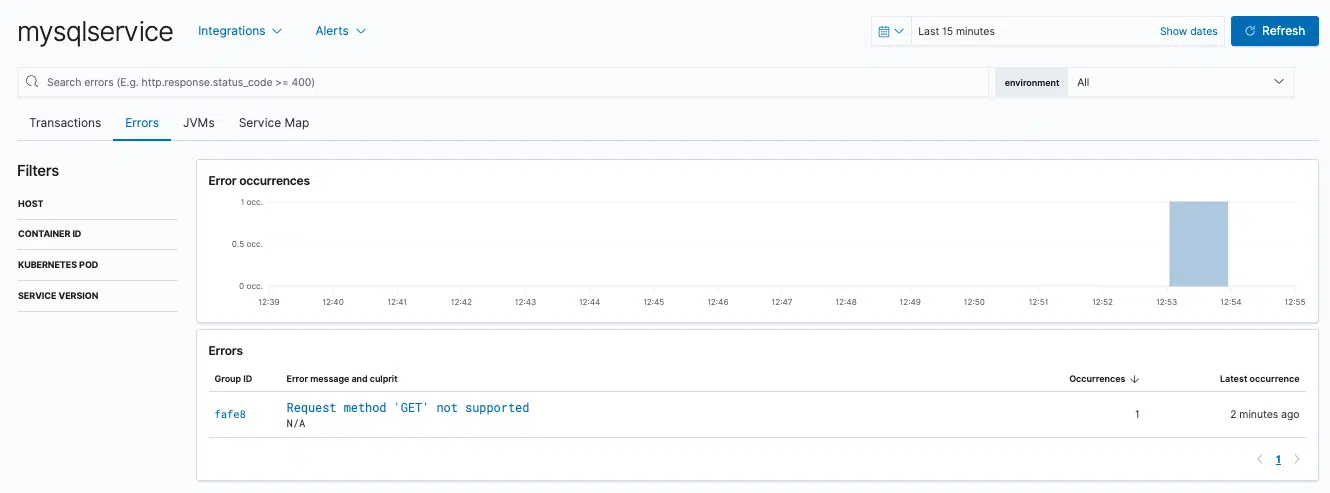 mysqlservice Integrations Alerts Last 15 minutes Show dates Refresh
Search errors (E.g. http.response.status_code >= 400) environment All
Transactions Errors JVMs Service Map
Filters
HOST
CONTAINER ID
KUBERNETES POD
SERVICE VERSION
Error occurrences
1 occ.
0.5 occ.
0 occ.
12:39 12:40 12:41 12:42 12:43 12:44 12:45 12:46 12:47 12:48 12:49 12:50 12:51 12:52 12:53 12:54 12:55
Errors
Group ID Error message and culprit Occurrences Latest occurrence
fafe8 Request method 'GET' not supported 1 2 minutes ago
N/A
1